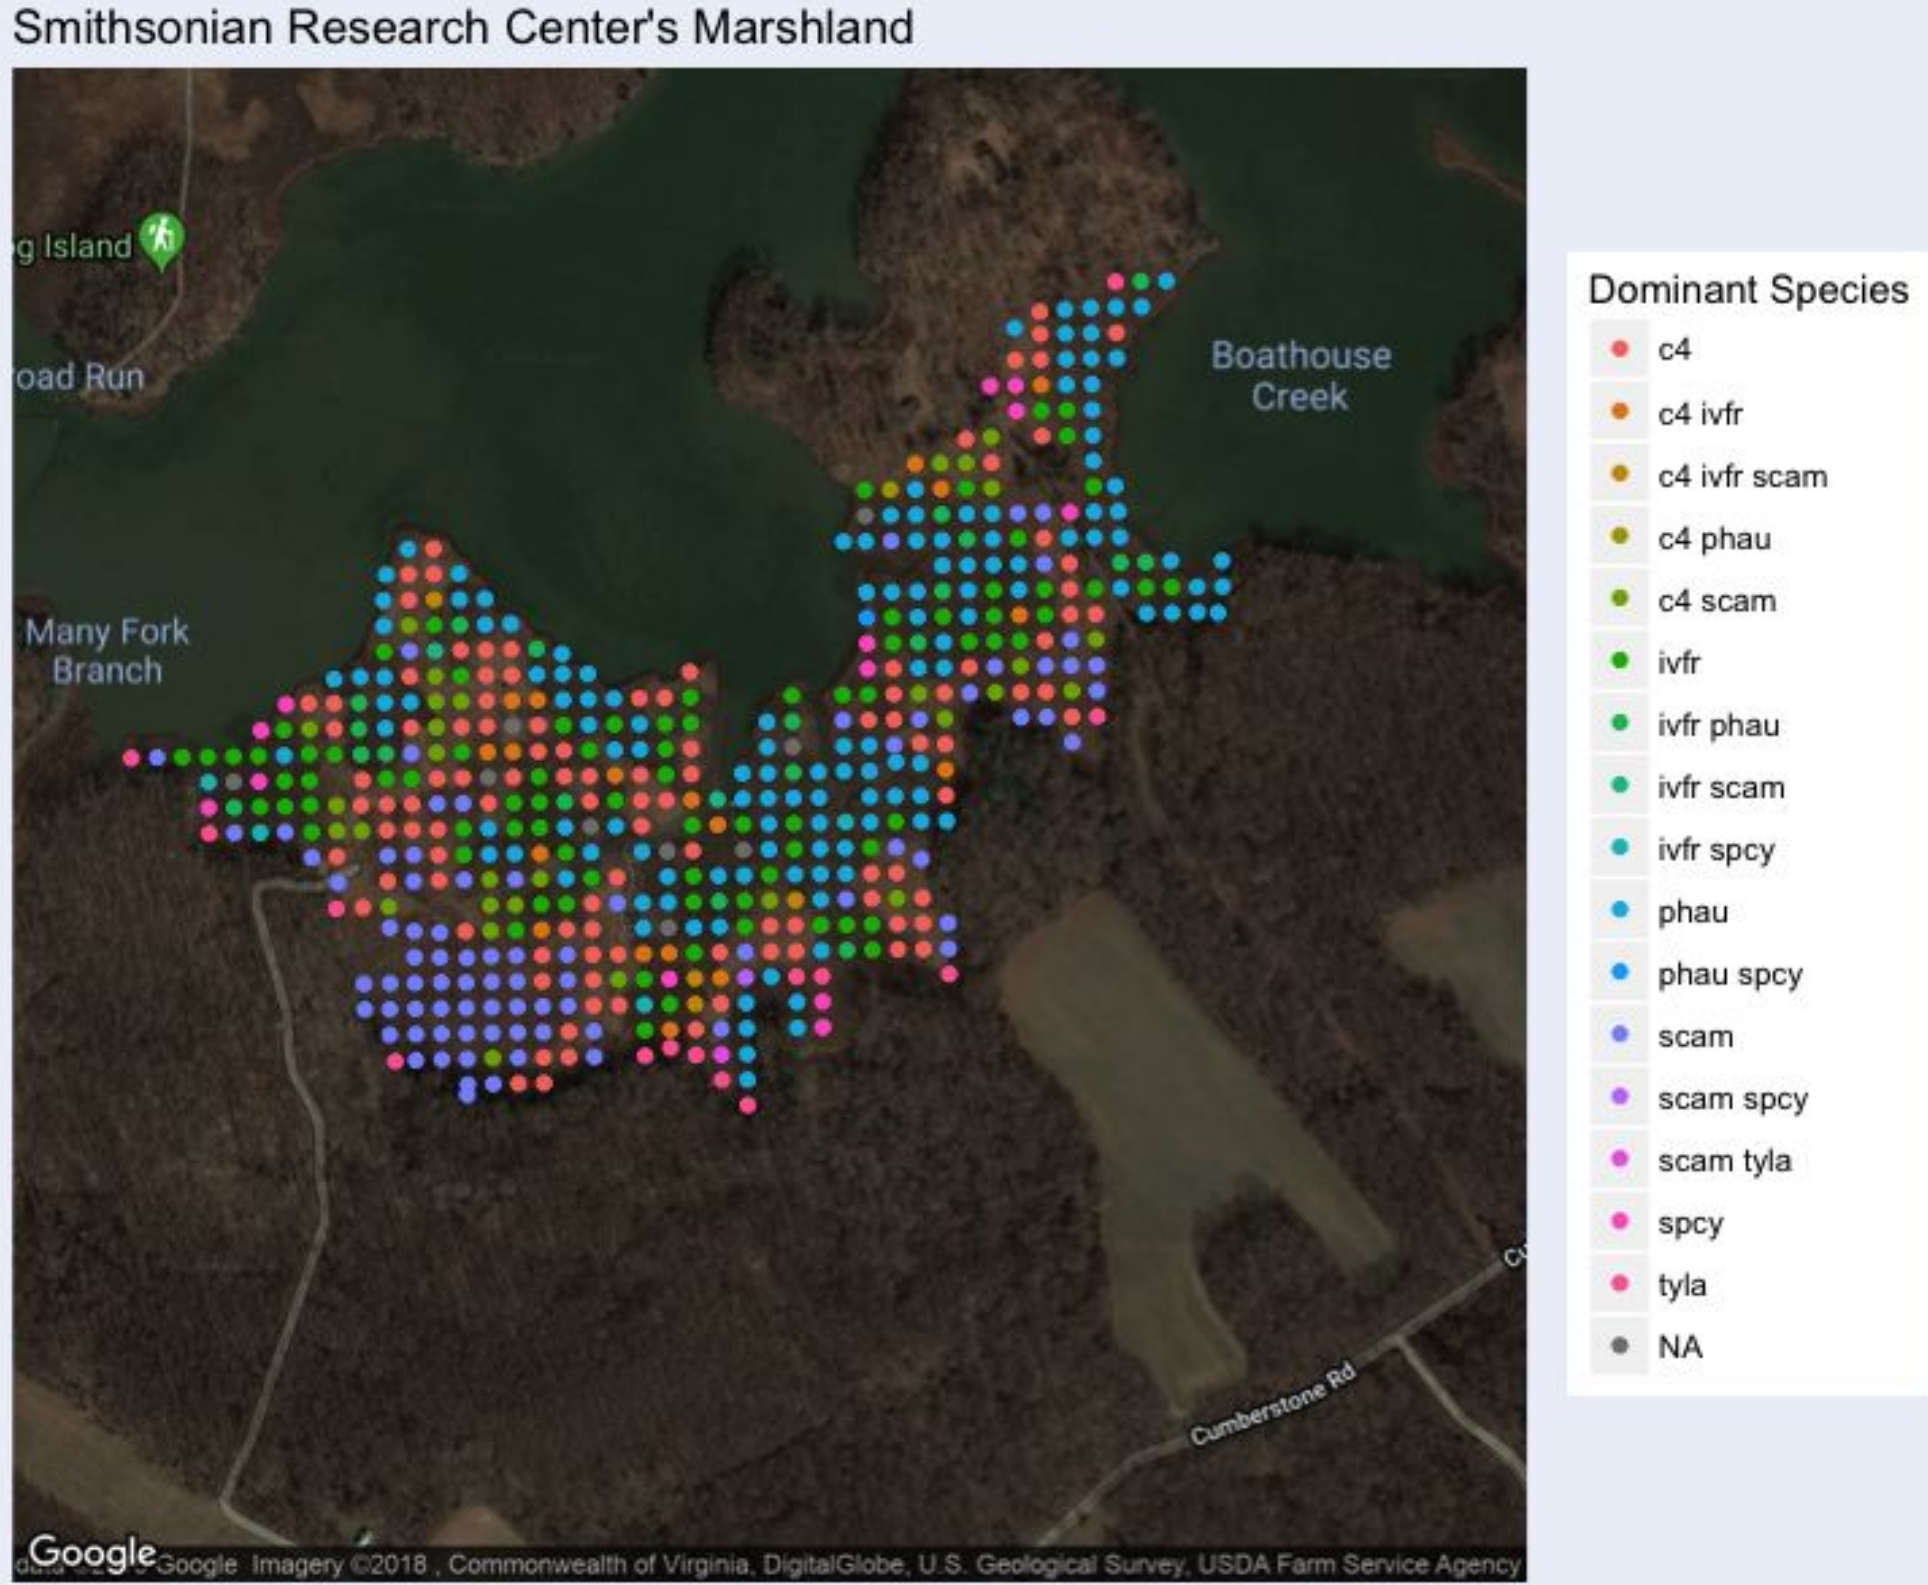 Smithsonian Research Center's Marshland
g Island
oad Run
Boathouse
Creek
Many Fork
Branch
Cumberstone Rd
Cu
Google
Google Imagery ©2018 , Commonwealth of Virginia, DigitalGlobe, U.S. Geological Survey, USDA Farm Service Agency
Dominant Species
c4
c4 ivfr
c4 ivfr scam
c4 phau
c4 scam
ivfr
ivfr phau
ivfr scam
ivfr spcy
phau
phau spcy
scam
scam spcy
scam tyla
spcy
tyla
NA